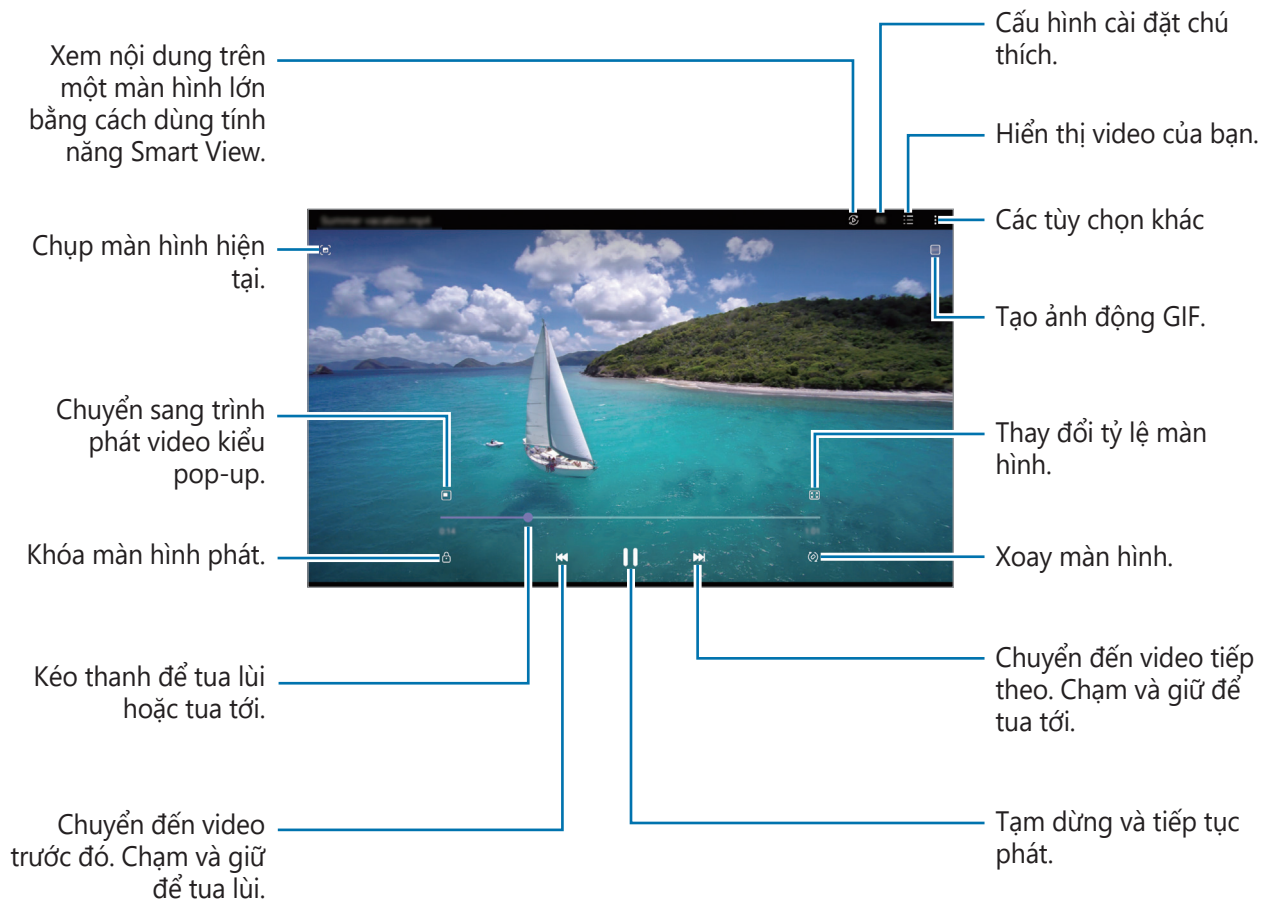 Xem nội dung trên
một màn hình lớn
bằng cách dùng tính
năng Smart View.
Chụp màn hình hiện
tại.
Chuyển sang trình
phát video kiểu
pop-up.
Khóa màn hình phát.
Kéo thanh để tua lùi
hoặc tua tới.
Chuyển đến video
trước đó. Chạm và giữ
để tua lùi.
Summer vacation.mp4
0:14
Cấu hình cài đặt chú
thích.
Hiển thị video của bạn.
Các tùy chọn khác
Tạo ảnh động GIF.
Thay đổi tỷ lệ màn
hình.
Xoay màn hình.
Chuyển đến video tiếp
theo. Chạm và giữ để
tua tới.
Tạm dừng và tiếp tục
phát.